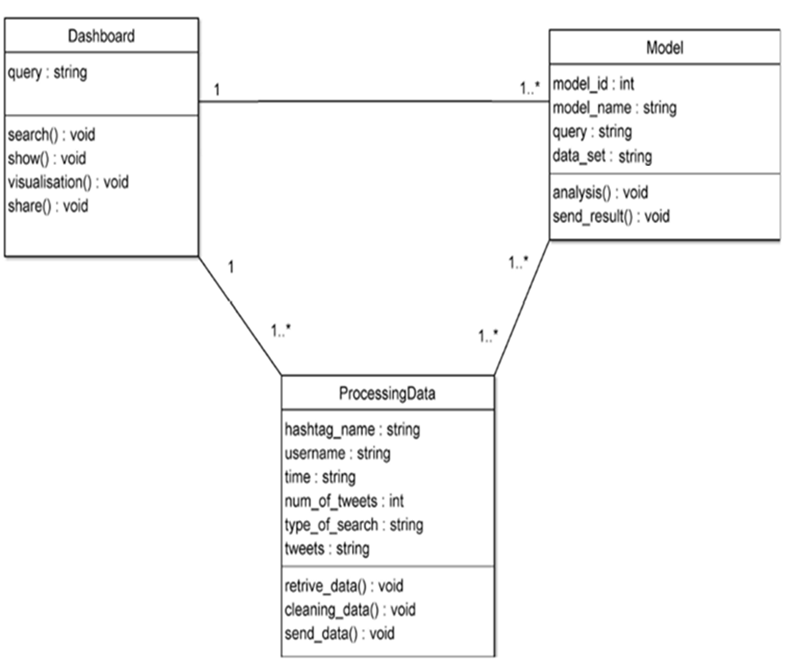 Dashboard
query : string
search() : void
show() : void
visualisation() : void
share() : void
1
1..*
Model
model_id : int
model_name : string
query : string
data_set : string
analysis() : void
send_result() : void
1
1..*
1..*
1..*
ProcessingData
hashtag_name : string
username : string
time : string
num_of_tweets : int
type_of_search : string
tweets : string
retrive_data() : void
cleaning_data() : void
send_data() : void